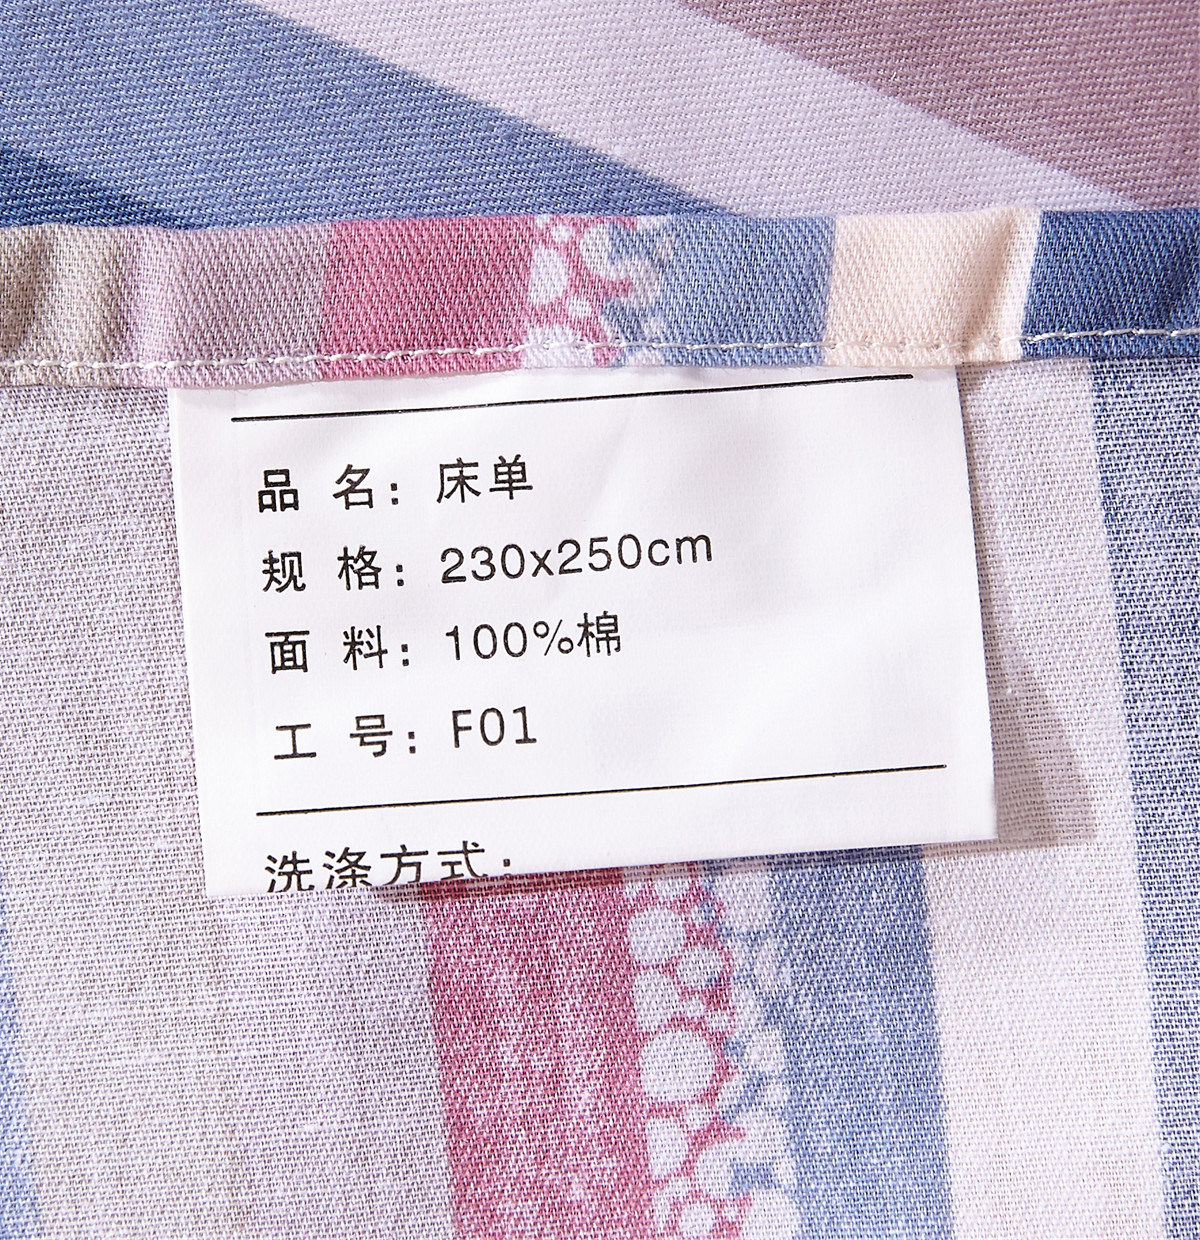 品 名：床单
规 格：230x250cm
面 料：100%棉
工 号：F01
洗涤方式：